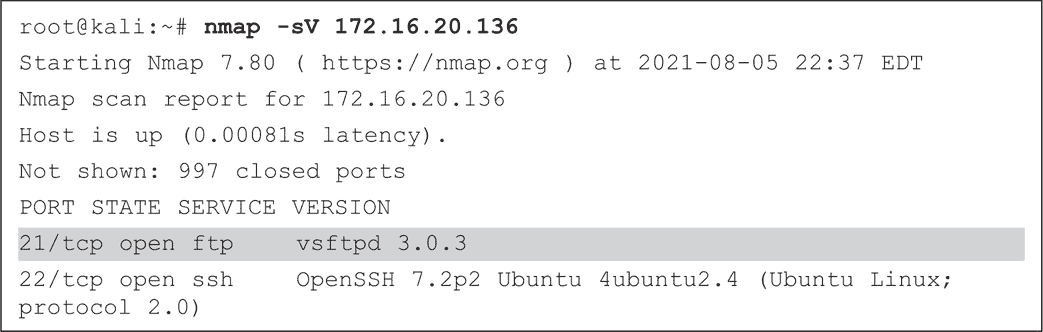 root@kali:~# nmap -sV 172.16.20.136
Starting Nmap 7.80 ( https://nmap.org ) at 2021-08-05 22:37 EDT
Nmap scan report for 172.16.20.136
Host is up (0.00081s latency).
Not shown: 997 closed ports
PORT STATE SERVICE VERSION
21/tcp open ftp    vsftpd 3.0.3
22/tcp open ssh    OpenSSH 7.2p2 Ubuntu 4ubuntu2.4 (Ubuntu Linux;
protocol 2.0)